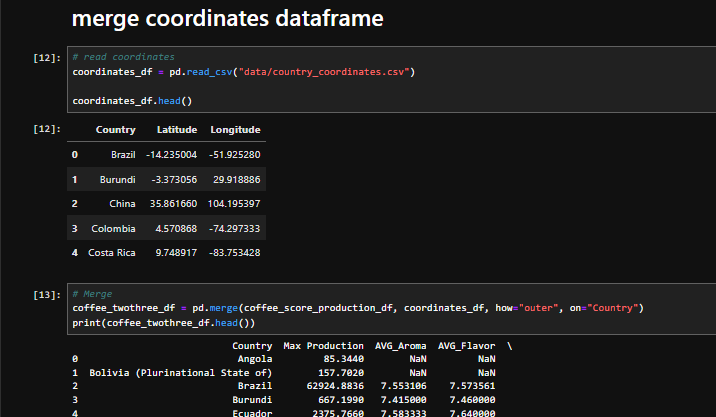 merge coordinates dataframe
[12]: # read coordinates
coordinates_df = pd.read_csv("data/country_coordinates.csv")
coordinates_df.head()
[12]: Country Latitude Longitude
0 Brazil -14.235004 -51.925280
1 Burundi -3.373056 29.918886
2 China 35.861660 104.195397
3 Colombia 4.570868 -74.297333
4 Costa Rica 9.748917 -83.753428
[13]: # Merge
coffee_twothree_df = pd.merge(coffee_score_production_df, coordinates_df, how="outer", on="Country")
print(coffee_twothree_df.head())
Country Max Production AVG_Aroma AVG_Flavor \
0 Angola 85.3440 NaN NaN
1 Bolivia (Plurinational State of) 157.7020 NaN NaN
2 Brazil 62924.8836 7.553106 7.573561
3 Burundi 667.1990 7.415000 7.460000
4 Ecuador 2375.7660 7.583333 7.640000